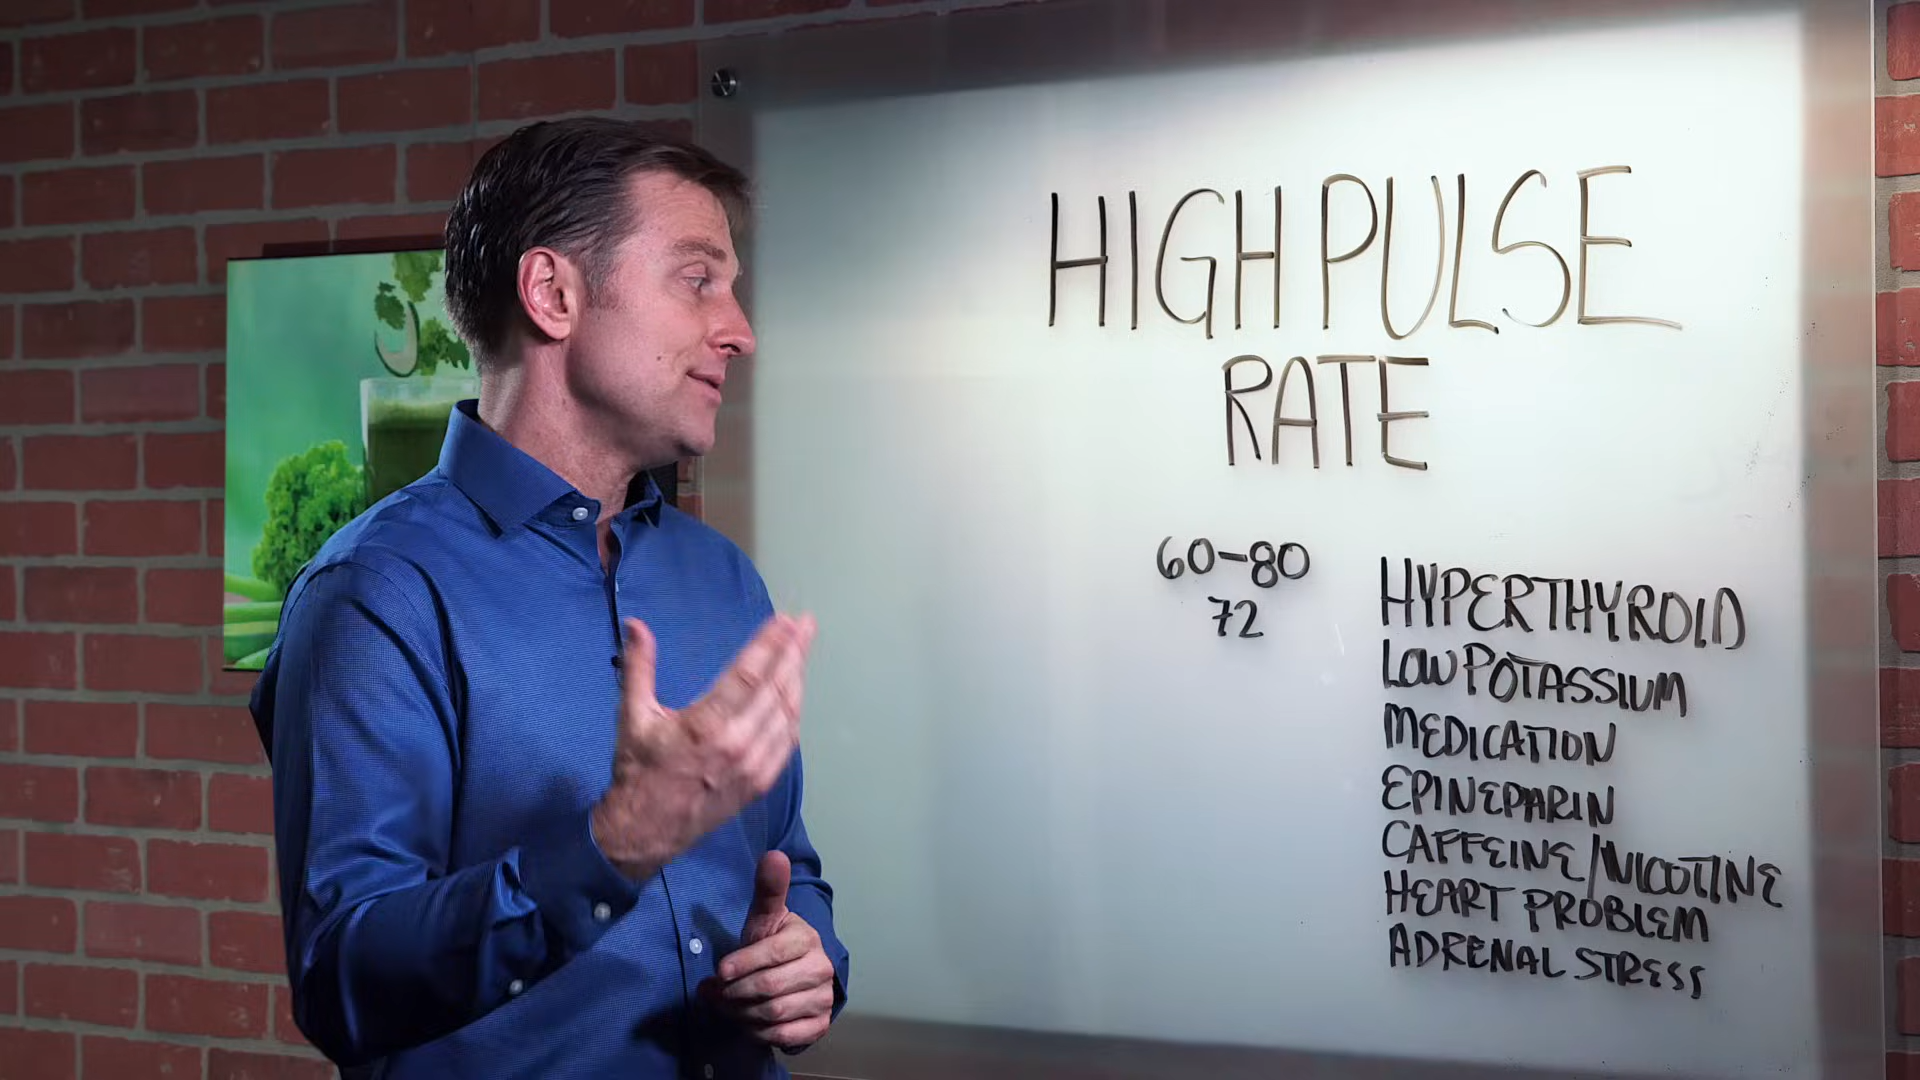 HIGH PULSE
RATE
60-80
72
HYPERTHYROID
LOW POTASSIUM
MEDICATION
EPINEPARIN
CAFFEINE/NICOTINE
HEART PROBLEM
ADRENAL STRESS